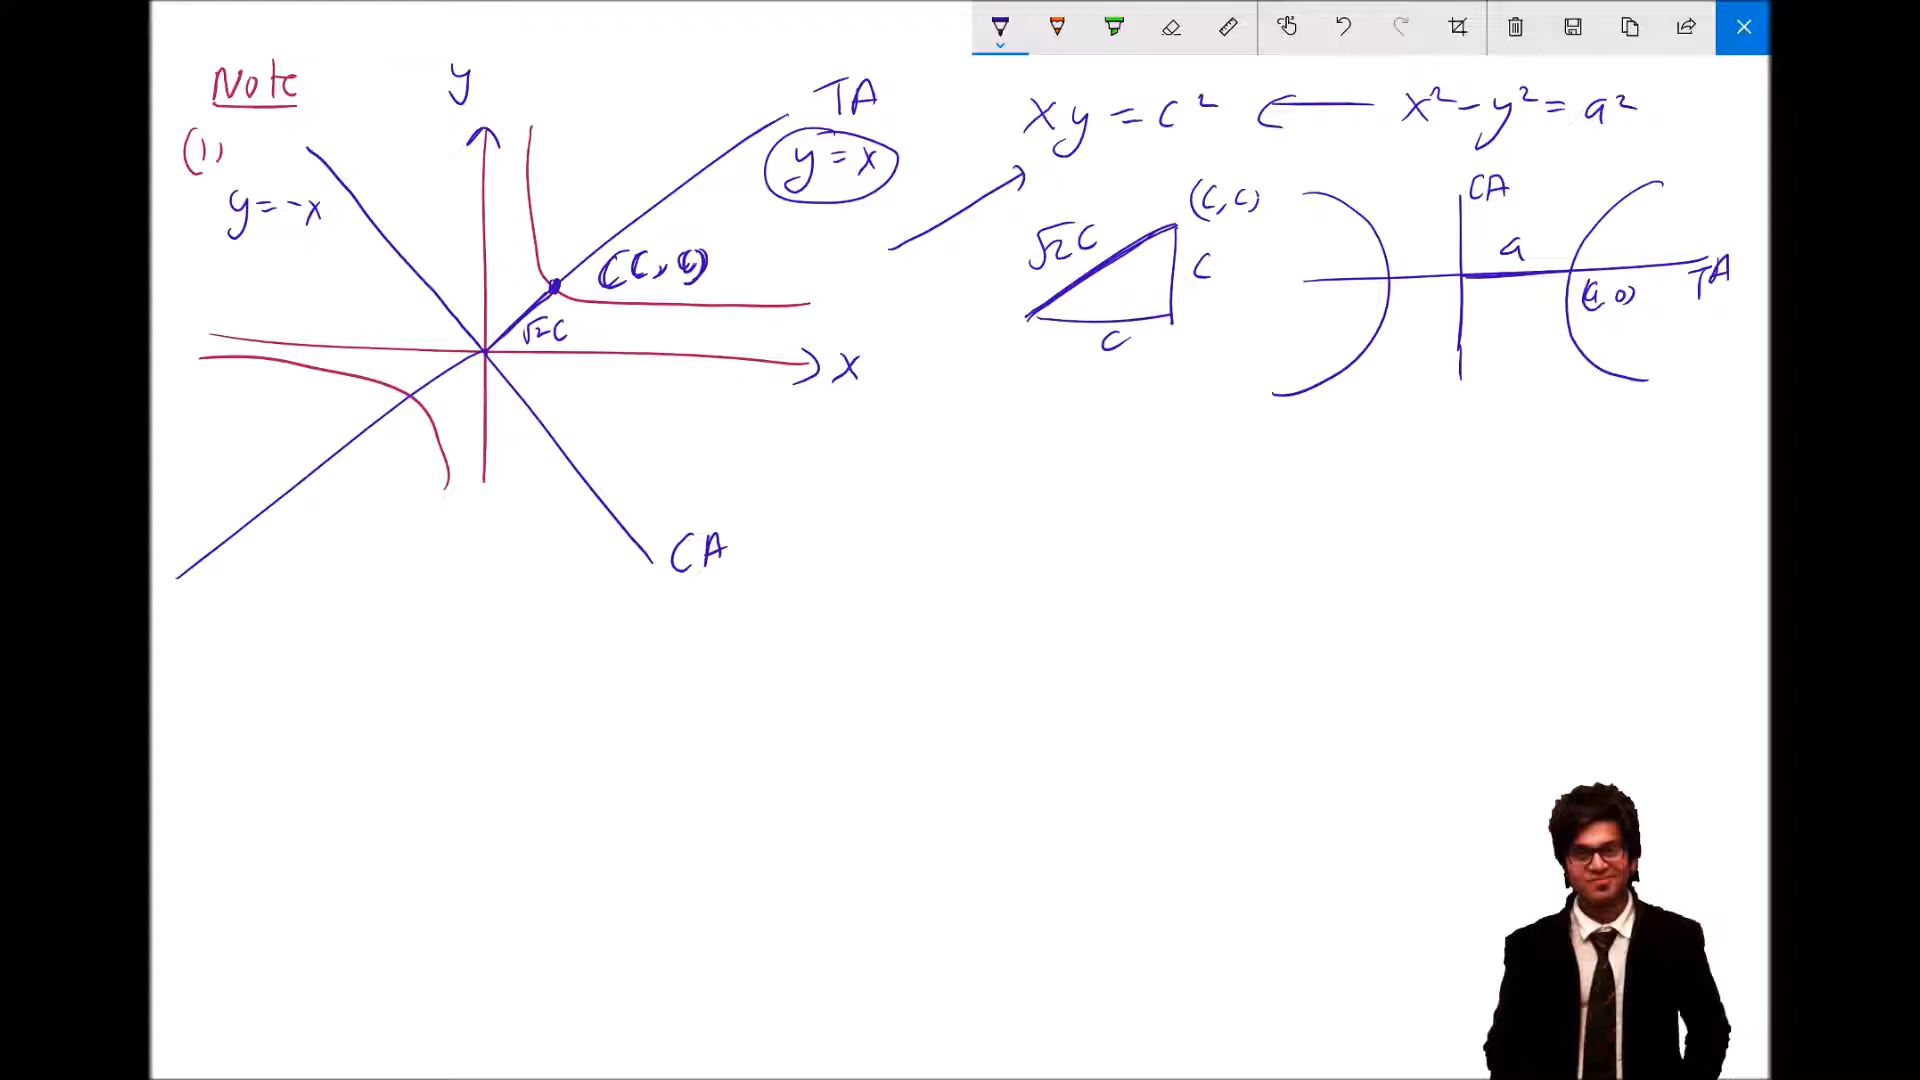 Note
(1)
y
TA
y = x
y = -x
(C, C)
√2C
x
CA
xy = c² ← x² - y² = a²
(C, C)
√2C
C
C
CA
a
(a, 0)
TA